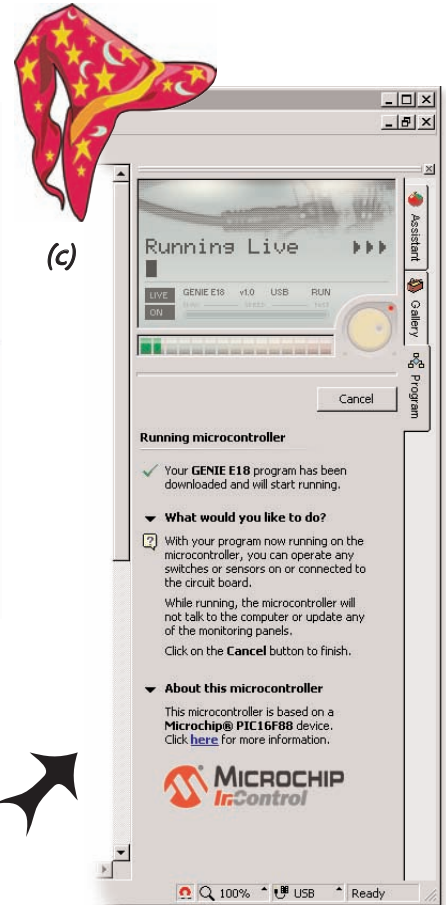 (c)
Running Live
LIVE GENIE E18 v1.0 USB RUN
ON
Assistant
Gallery
Program
Cancel
Running microcontroller
Your GENIE E18 program has been
downloaded and will start running.
What would you like to do?
With your program now running on the
microcontroller, you can operate any
switches or sensors on or connected to
the circuit board.
While running, the microcontroller will
not talk to the computer or update any
of the monitoring panels.
Click on the Cancel button to finish.
About this microcontroller
This microcontroller is based on a
Microchip® PIC16F88 device.
Click here for more information.
MICROCHIP
InControl
100% USB Ready